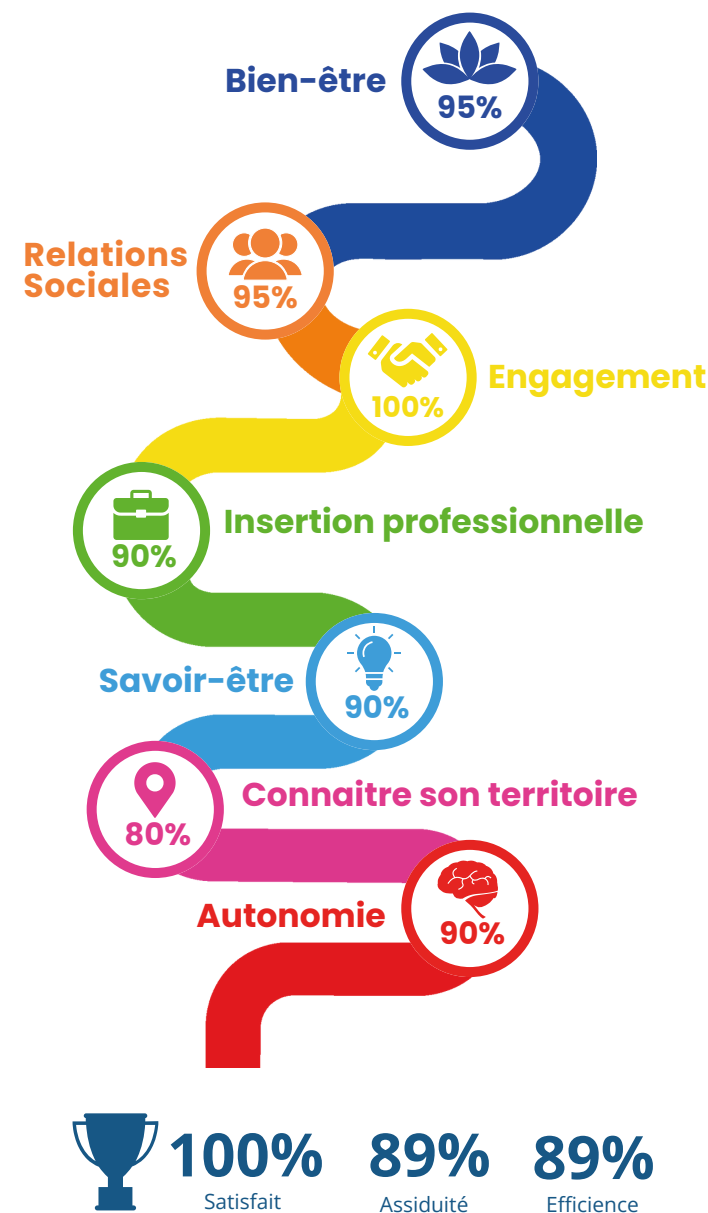 Bien-être
95%
Relations
Sociales
95%
Engagement
100%
Insertion professionnelle
90%
Savoir-être
90%
Connaitre son territoire
80%
Autonomie
90%
100%
Satisfait
89%
Assiduité
89%
Efficience